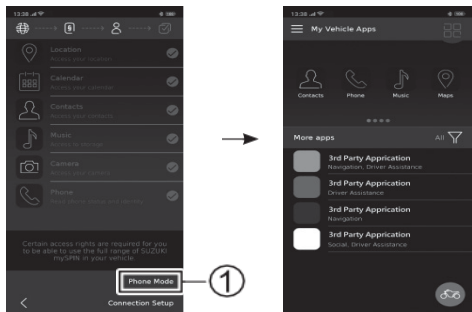 13:38
Location
Access your location
Calendar
Access your calendar
Contacts
Access your contacts
Music
Camera
Access your camera
Phone
Certain access rights are required for you
to be able to use the full range of SUZUKI
mySPIN in your vehicle
Phone Mode
1
Connection Setup
13:38
My Vehicle Apps
Contacts
Phone
Music
Maps
More apps
All
3rd Party Apprication
Navigation, Driver Assistance
3rd Party Apprication
Driver Assistance
3rd Party Apprication
Navigation
3rd Party Apprication
Social, Driver Assistance